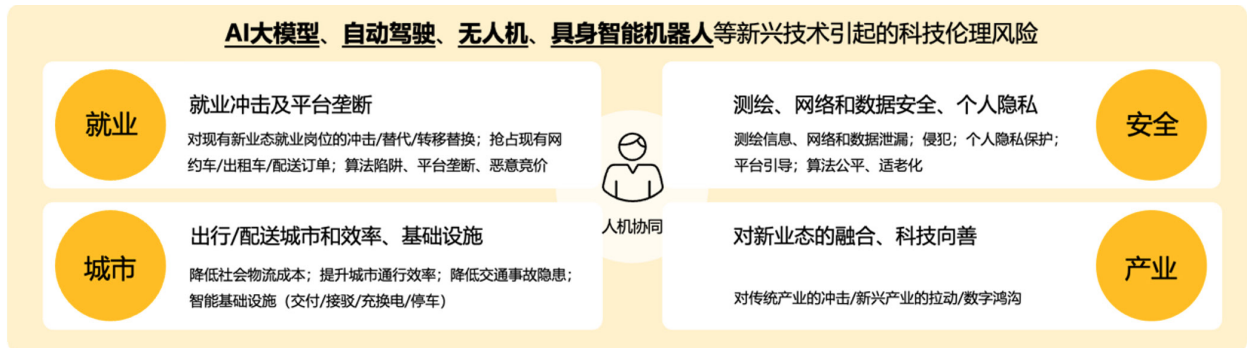 AI大模型、自动驾驶、无人机、具身智能机器人等新兴技术引起的科技伦理风险
就业
就业冲击及平台垄断
对现有新业态就业岗位的冲击/替代/转移替换；抢占现有网
约车/出租车/配送订单；算法陷阱、平台垄断、恶意竞价
测绘、网络和数据安全、个人隐私
测绘信息、网络和数据泄漏；侵犯；个人隐私保护；
平台引导；算法公平、适老化
安全
人机协同
城市
出行/配送城市和效率、基础设施
降低社会物流成本；提升城市通行效率；降低交通事故隐患；
智能基础设施（交付/接驳/充换电/停车）
对新业态的融合、科技向善
对传统产业的冲击/新兴产业的拉动/数字鸿沟
产业